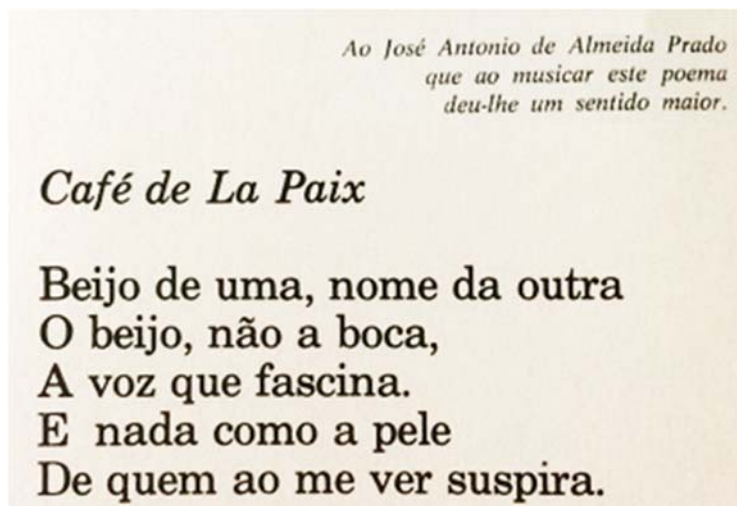 Ao José Antonio de Almeida Prado
que ao musicar este poema
deu-lhe um sentido maior.
Café de La Paix
Beijo de uma, nome da outra
O beijo, não a boca,
A voz que fascina.
E nada como a pele
De quem ao me ver suspira.